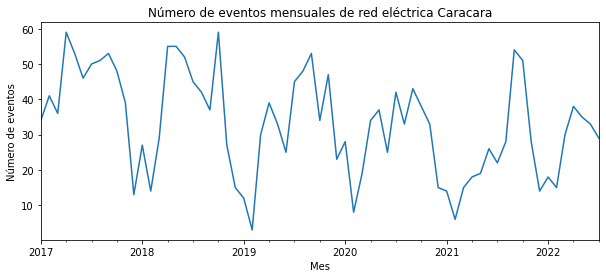 Número de eventos mensuales de red eléctrica Caracara
Número de eventos
60
50
40
30
20
10
2017 2018 2019 2020 2021 2022
Mes